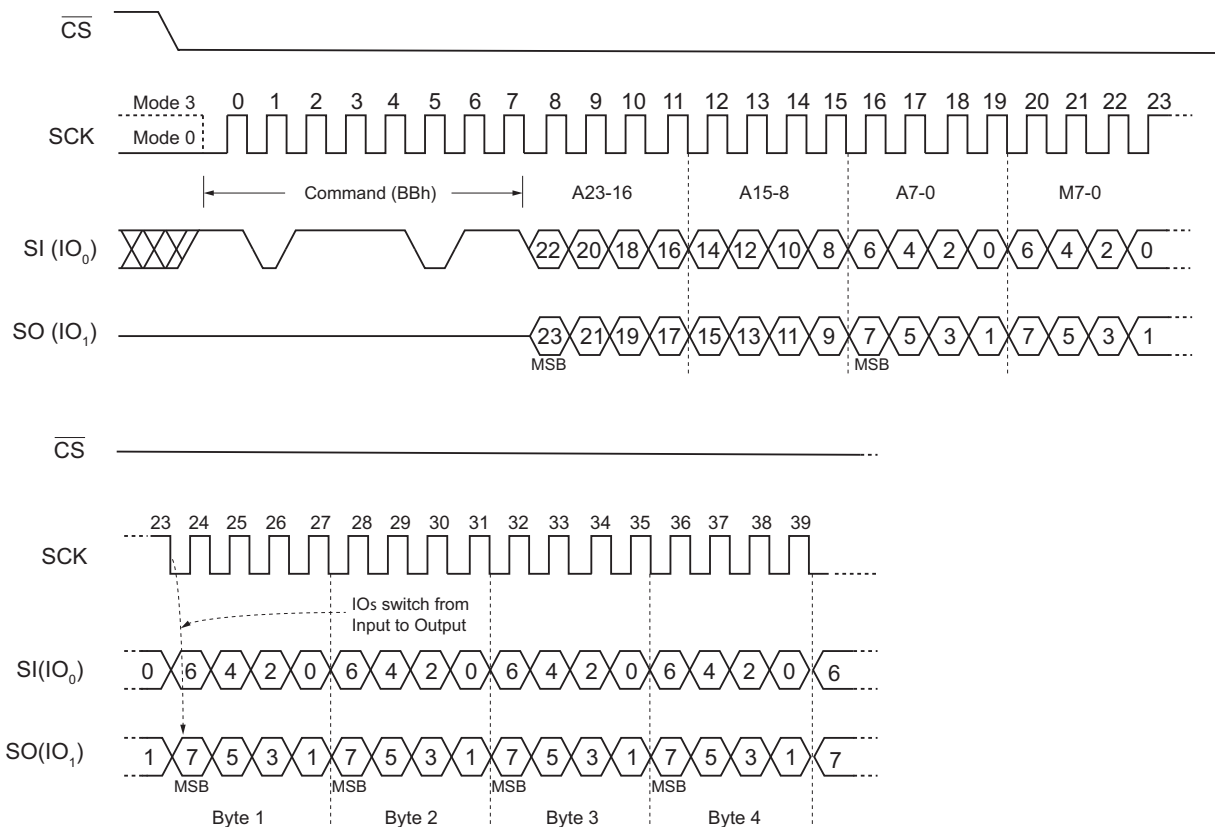 CS
Mode 3
0 1 2 3 4 5 6 7 8 9 10 11 12 13 14 15 16 17 18 19 20 21 22 23
SCK
Mode 0
Command (BBh) A23-16 A15-8 A7-0 M7-0
SI (IO0) 22 20 18 16 14 12 10 8 6 4 2 0 6 4 2 0
SO (IO1) 23 21 19 17 15 13 11 9 7 5 3 1 7 5 3 1
MSB MSB
CS
23 24 25 26 27 28 29 30 31 32 33 34 35 36 37 38 39
SCK
IOs switch from
Input to Output
SI(IO0) 0 6 4 2 0 6 4 2 0 6 4 2 0 6 4 2 0 6
SO(IO1) 1 7 5 3 1 7 5 3 1 7 5 3 1 7 5 3 1 7
MSB MSB MSB MSB
Byte 1 Byte 2 Byte 3 Byte 4